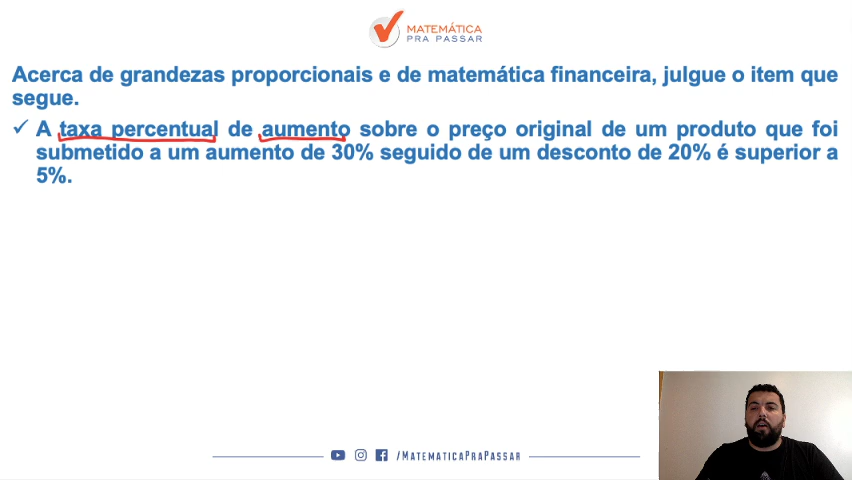 MATEMÁTICA
PRA PASSAR
Acerca de grandezas proporcionais e de matemática financeira, julgue o item que
segue.
✓ A taxa percentual de aumento sobre o preço original de um produto que foi
submetido a um aumento de 30% seguido de um desconto de 20% é superior a
5%.
/MATEMATICAPRAPASSAR